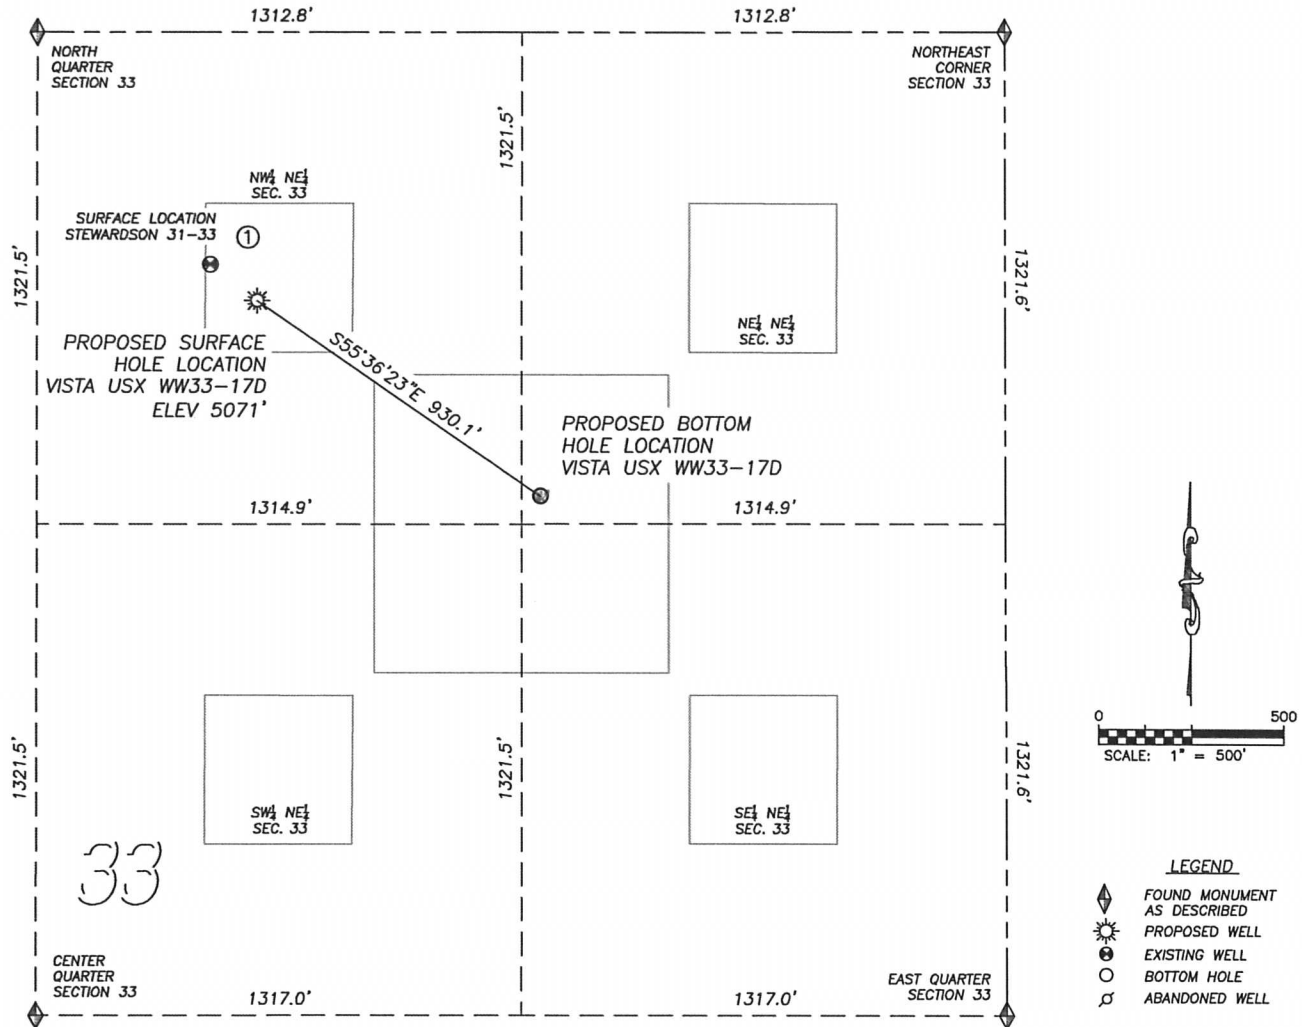 1312.8'
1312.8'
NORTH
QUARTER
SECTION 33
NORTHEAST
CORNER
SECTION 33
1321.5'
NW¼ NE¼
SEC. 33
SURFACE LOCATION
STEWARDSON 31-33
1
1321.5'
1321.6'
NE¼ NE¼
SEC. 33
PROPOSED SURFACE
HOLE LOCATION
VISTA USX WW33-17D
ELEV 5071'
S55°36'23"E 930.1'
PROPOSED BOTTOM
HOLE LOCATION
VISTA USX WW33-17D
1314.9'
1314.9'
0 500
SCALE: 1" = 500'
1321.5'
1321.5'
1321.6'
SW¼ NE¼
SEC. 33
SE¼ NE¼
SEC. 33
33
LEGEND
FOUND MONUMENT
AS DESCRIBED
PROPOSED WELL
EXISTING WELL
BOTTOM HOLE
ABANDONED WELL
CENTER
QUARTER
SECTION 33
1317.0'
1317.0'
EAST QUARTER
SECTION 33